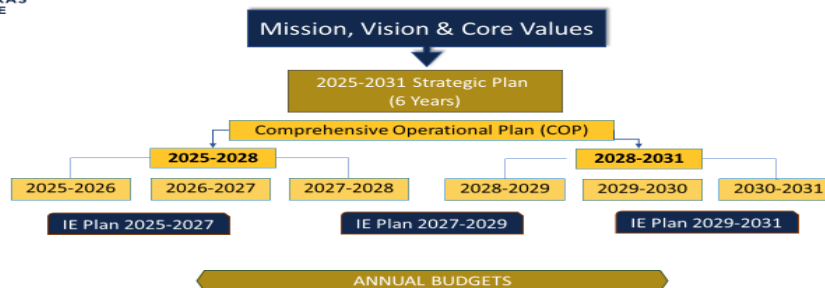 Mission, Vision & Core Values
2025-2031 Strategic Plan
(6 Years)
Comprehensive Operational Plan (COP)
2025-2028
2028-2031
2025-2026
2026-2027
2027-2028
2028-2029
2029-2030
2030-2031
IE Plan 2025-2027
IE Plan 2027-2029
IE Plan 2029-2031
ANNUAL BUDGETS